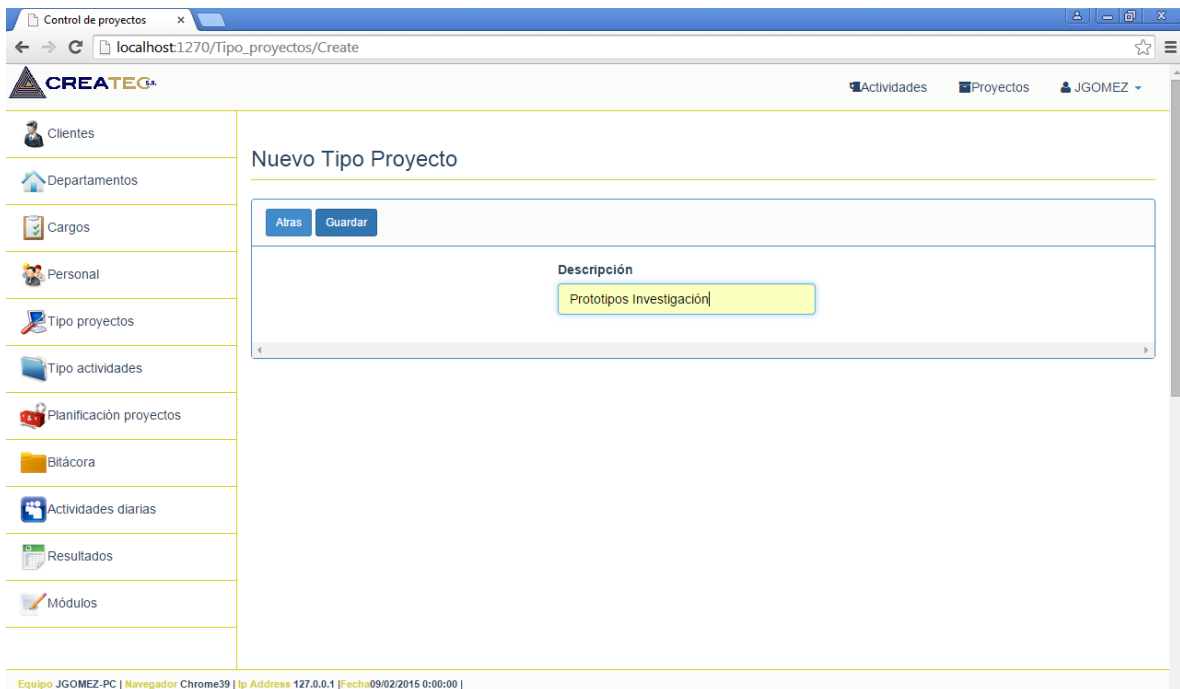 Control de proyectos
localhost:1270/Tipo_proyectos/Create
CREATEC S.A.
Actividades Proyectos JGOMEZ
Clientes
Departamentos
Cargos
Personal
Tipo proyectos
Tipo actividades
Planificaciòn proyectos
Bitácora
Actividades diarias
Resultados
Módulos
Nuevo Tipo Proyecto
Atras Guardar
Descripción
Prototipos Investigación
Equipo JGOMEZ-PC | Navegador Chrome39 | Ip Address 127.0.0.1 |Fecha09/02/2015 0:00:00 |